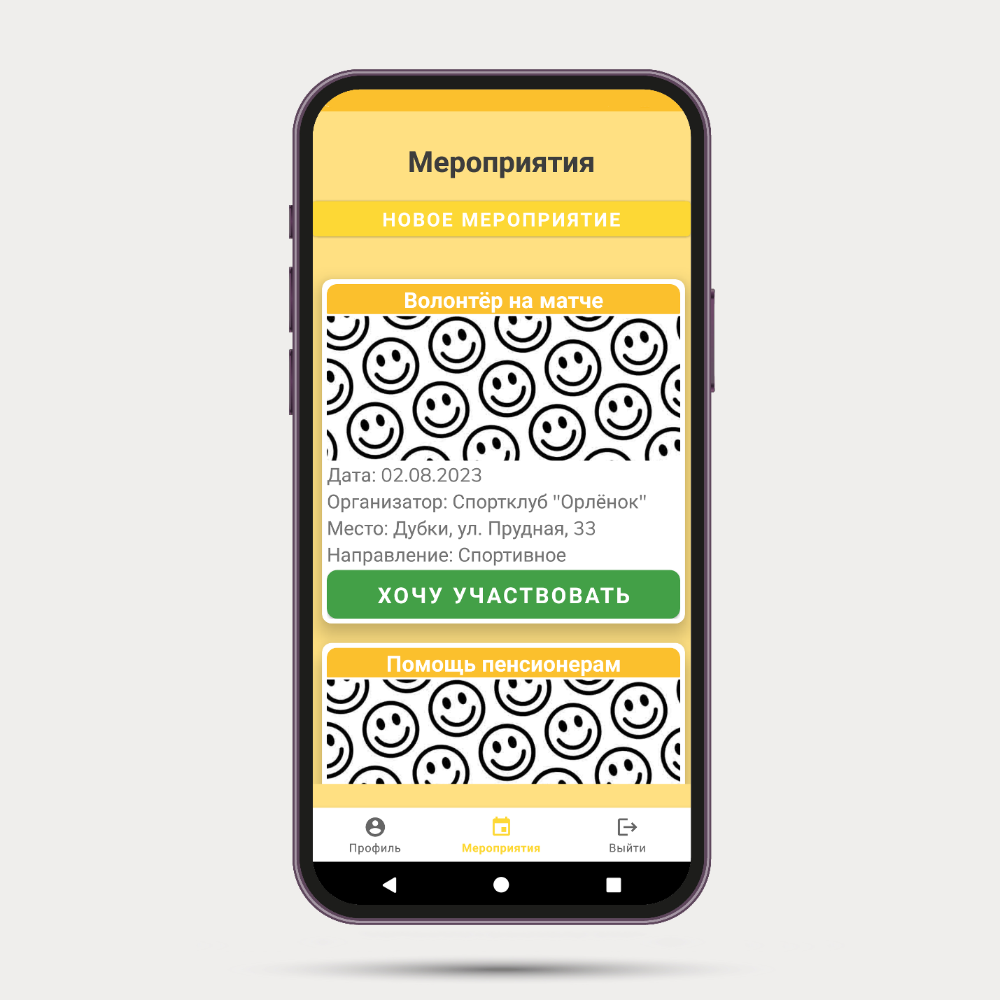 Мероприятия
НОВОЕ МЕРОПРИЯТИЕ
Волонтёр на матче
Дата: 02.08.2023
Организатор: Спортклуб "Орлёнок"
Место: Дубки, ул. Прудная, 33
Направление: Спортивное
ХОЧУ УЧАСТВОВАТЬ
Помощь пенсионерам
Профиль
Мероприятия
Выйти